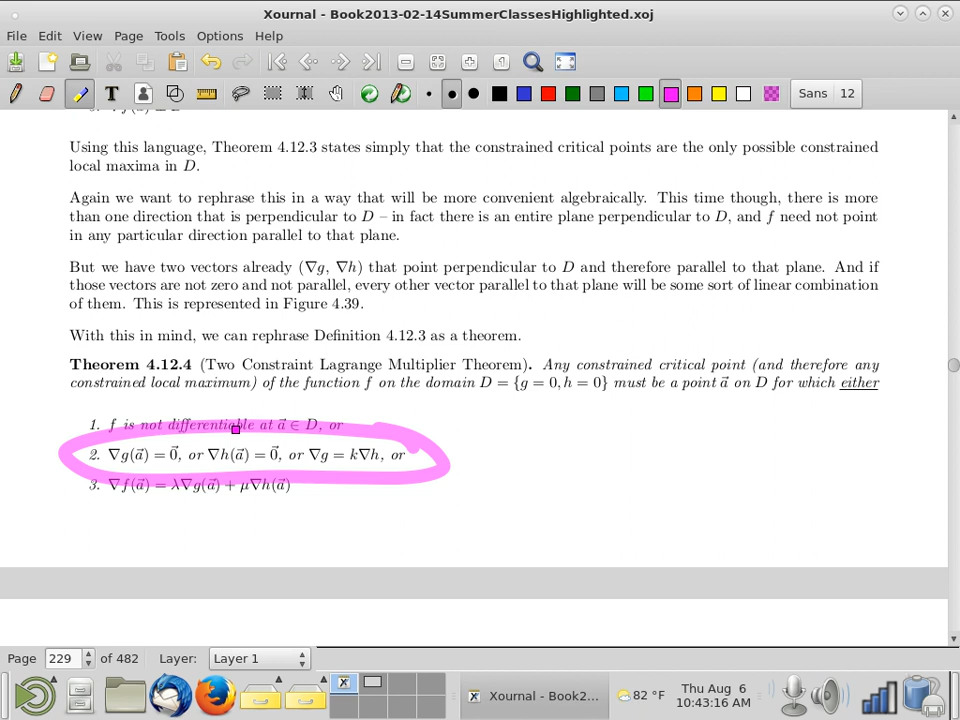 Xournal - Book2013-02-14SummerClassesHighlighted.xoj
File Edit View Page Tools Options Help
T Sans 12
Using this language, Theorem 4.12.3 states simply that the constrained critical points are the only possible constrained
local maxima in D.
Again we want to rephrase this in a way that will be more convenient algebraically. This time though, there is more
than one direction that is perpendicular to D – in fact there is an entire plane perpendicular to D, and f need not point
in any particular direction parallel to that plane.
But we have two vectors already (∇g, ∇h) that point perpendicular to D and therefore parallel to that plane. And if
those vectors are not zero and not parallel, every other vector parallel to that plane will be some sort of linear combination
of them. This is represented in Figure 4.39.
With this in mind, we can rephrase Definition 4.12.3 as a theorem.
Theorem 4.12.4 (Two Constraint Lagrange Multiplier Theorem). Any constrained critical point (and therefore any
constrained local maximum) of the function f on the domain D = {g = 0, h = 0} must be a point a⃗ on D for which either
1. f is not differentiable at a⃗ ∈ D, or
2. ∇g(a⃗) = 0⃗, or ∇h(a⃗) = 0⃗, or ∇g = k∇h, or
3. ∇f(a⃗) = λ∇g(a⃗) + μ∇h(a⃗)
Page 229 of 482 Layer: Layer 1
Xournal - Book2... 82 °F Thu Aug 6
10:43:16 AM